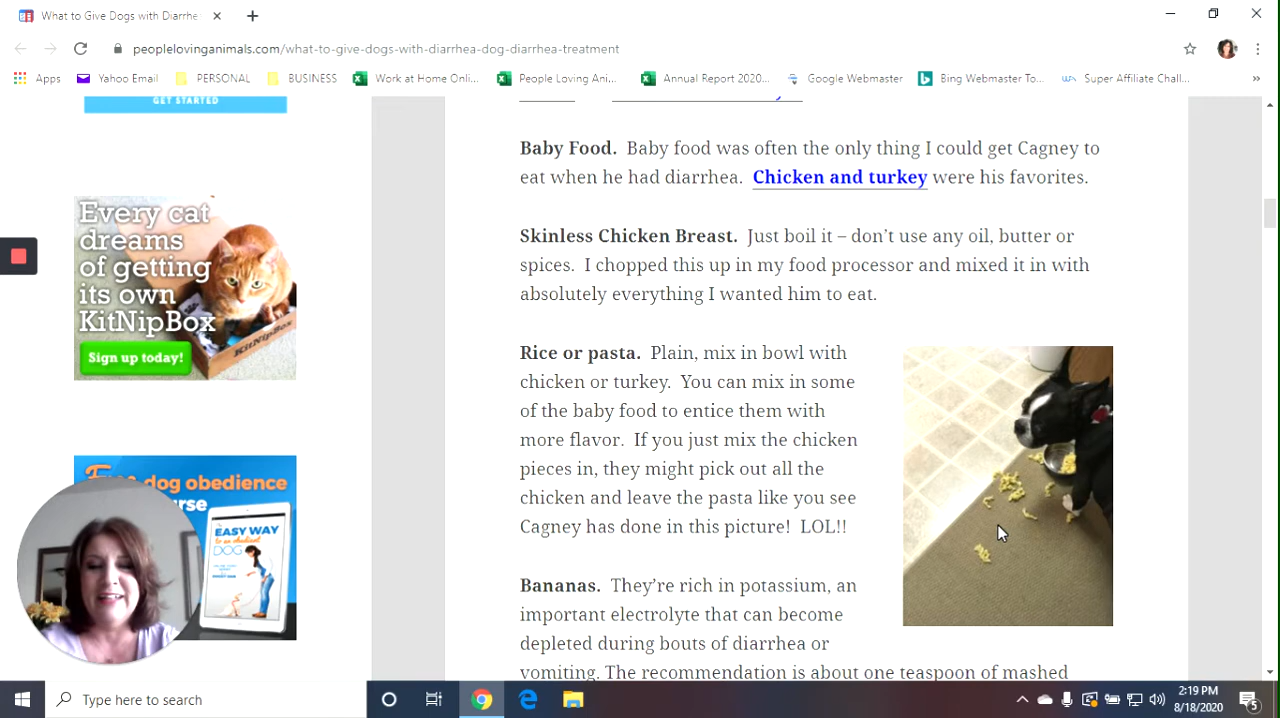 What to Give Dogs with Diarrhe
peoplelovinganimals.com/what-to-give-dogs-with-diarrhea-dog-diarrhea-treatment
Apps
Yahoo Email
PERSONAL
BUSINESS
Work at Home Onli...
People Loving Ani...
Annual Report 2020...
Google Webmaster
Bing Webmaster To...
Super Affiliate Chall...
GET STARTED
Every cat
dreams
of getting
its own
KitNipBox
KitNipBox
Sign up today!
dog obedience
EASY WAY
to an obedient
DOG
Baby Food. Baby food was often the only thing I could get Cagney to
eat when he had diarrhea. Chicken and turkey were his favorites.
Skinless Chicken Breast. Just boil it – don't use any oil, butter or
spices. I chopped this up in my food processor and mixed it in with
absolutely everything I wanted him to eat.
Rice or pasta. Plain, mix in bowl with
chicken or turkey. You can mix in some
of the baby food to entice them with
more flavor. If you just mix the chicken
pieces in, they might pick out all the
chicken and leave the pasta like you see
Cagney has done in this picture! LOL!!
Bananas. They're rich in potassium, an
important electrolyte that can become
depleted during bouts of diarrhea or
vomiting. The recommendation is about one teaspoon of mashed
Type here to search
2:19 PM
8/18/2020
5